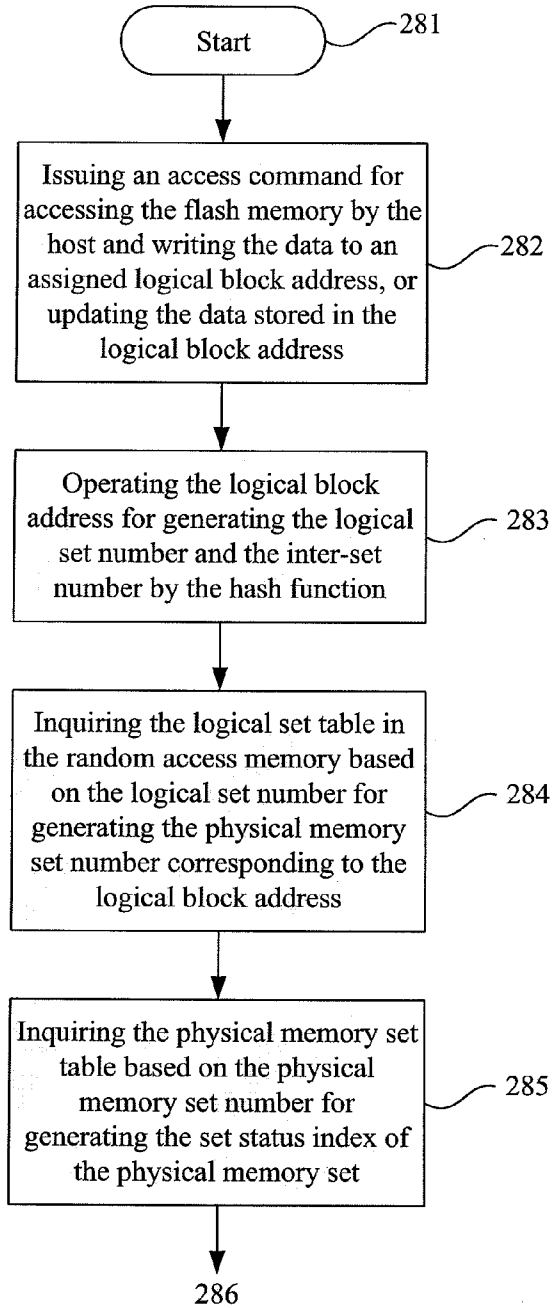 Start
281
Issuing an access command for
accessing the flash memory by the
host and writing the data to an
assigned logical block address, or
updating the data stored in the
logical block address
282
Operating the logical block
address for generating the logical
set number and the inter-set
number by the hash function
283
Inquiring the logical set table in
the random access memory based
on the logical set number for
generating the physical memory
set number corresponding to the
logical block address
284
Inquiring the physical memory set
table based on the physical
memory set number for
generating the set status index of
the physical memory set
285
286